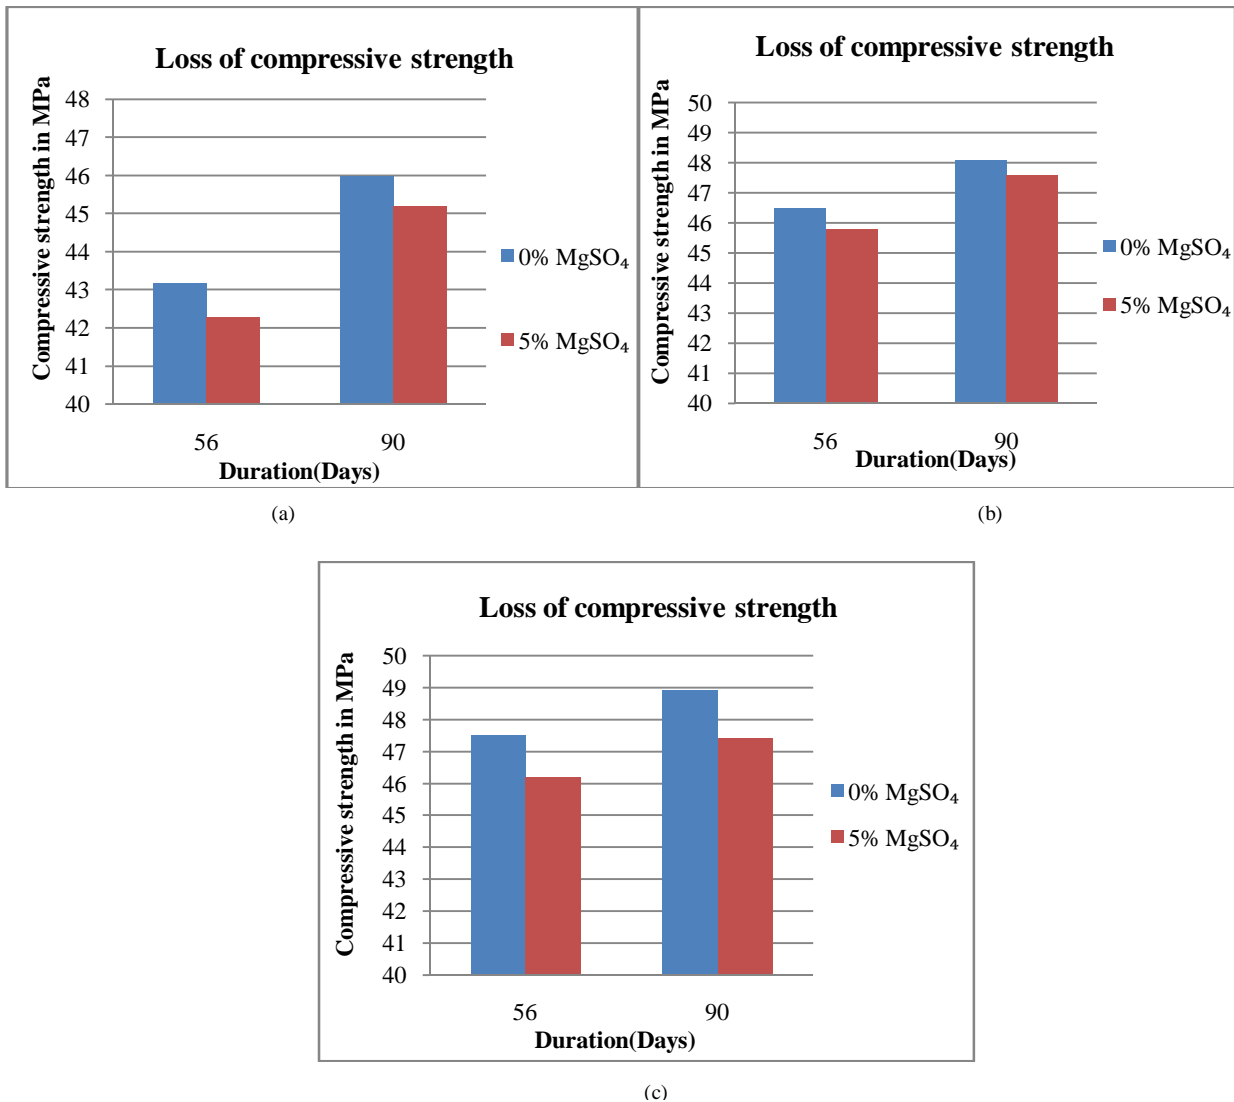 Loss of compressive strength
Compressive strength in MPa
48
47
46
45
44
43
42
41
40
56
90
Duration(Days)
0% MgSO₄
5% MgSO₄
(a)
Loss of compressive strength
Compressive strength in MPa
50
49
48
47
46
45
44
43
42
41
40
56
90
Duration(Days)
0% MgSO₄
5% MgSO₄
(b)
Loss of compressive strength
Compressive strength in MPa
50
49
48
47
46
45
44
43
42
41
40
56
90
Duration(Days)
0% MgSO₄
5% MgSO₄
(c)